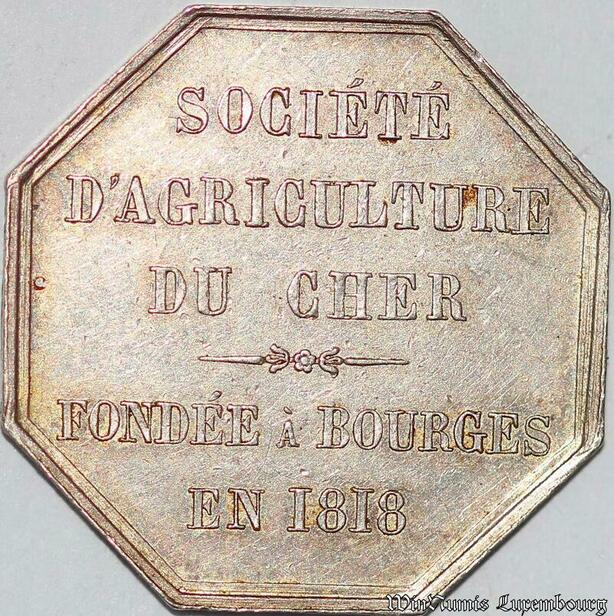 SOCIÉTÉ
D'AGRICULTURE
DU CHER
FONDÉE à BOURGES
EN 1818
WinNumis Luxembourg